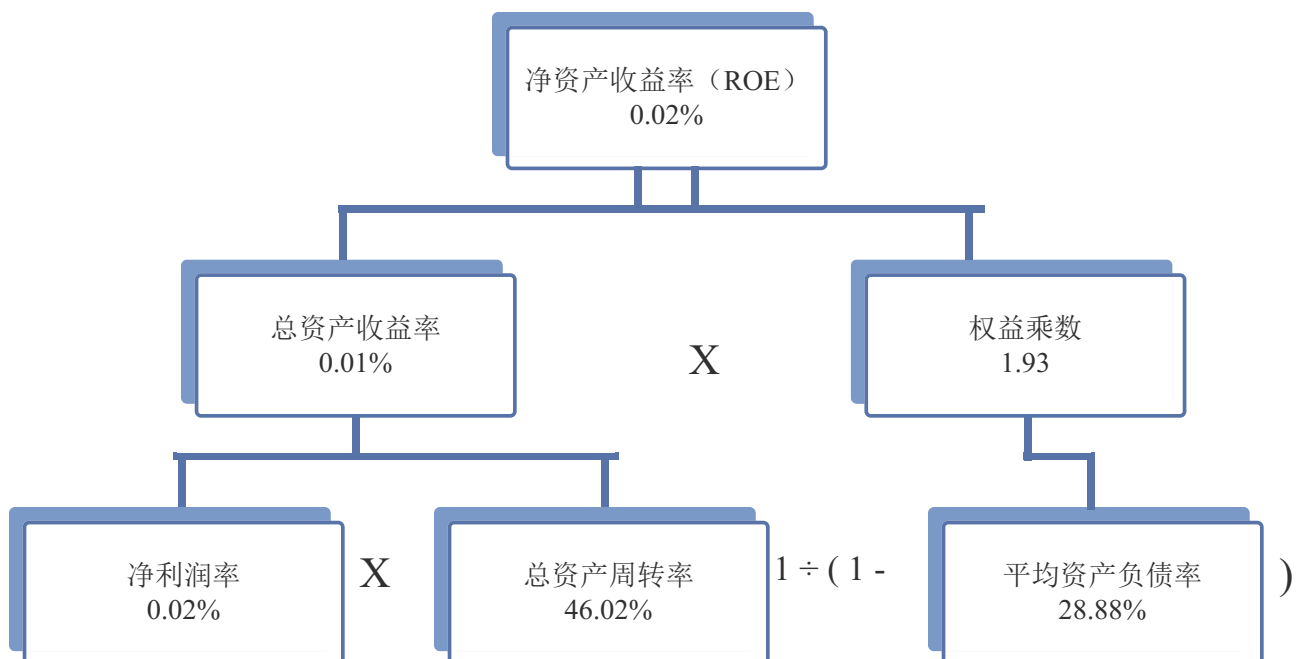 净资产收益率（ROE）
0.02%
总资产收益率
0.01%
X
权益乘数
1.93
净利润率
0.02%
X
总资产周转率
46.02%
1 ÷ ( 1 -
平均资产负债率
28.88%
)